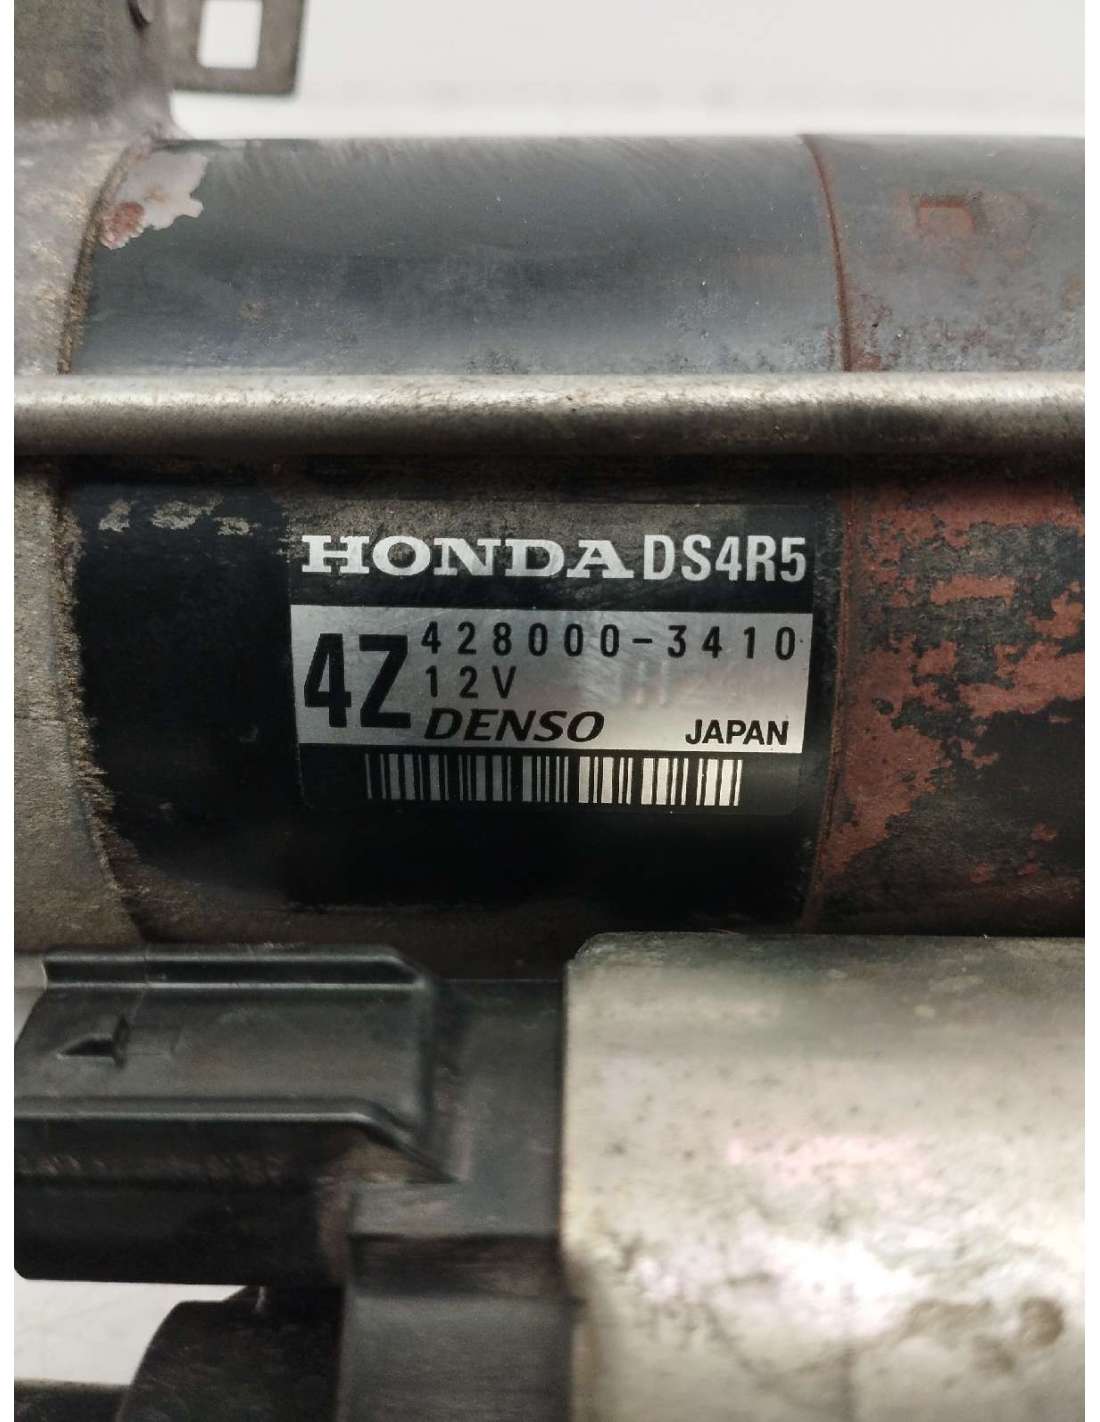 HONDA DS4R5
4Z 428000-3410
12V
DENSO JAPAN